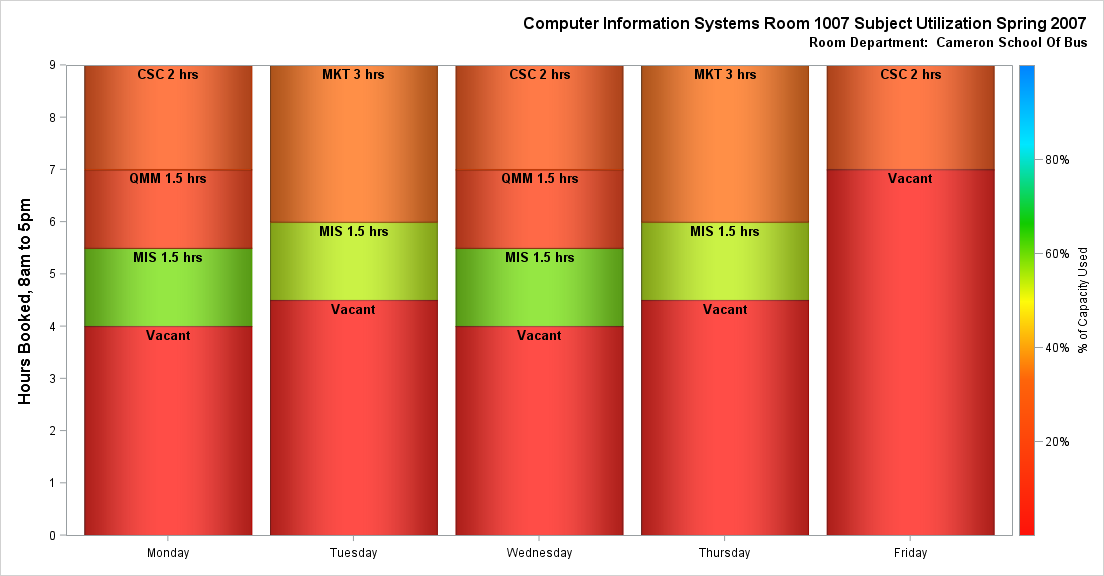 Computer Information Systems Room 1007 Subject Utilization Spring 2007
Room Department:  Cameron School Of Bus
Hours Booked, 8am to 5pm
9
8
7
6
5
4
3
2
1
0
CSC 2 hrs
QMM 1.5 hrs
MIS 1.5 hrs
Vacant
MKT 3 hrs
MIS 1.5 hrs
Vacant
CSC 2 hrs
QMM 1.5 hrs
MIS 1.5 hrs
Vacant
MKT 3 hrs
MIS 1.5 hrs
Vacant
CSC 2 hrs
Vacant
Monday
Tuesday
Wednesday
Thursday
Friday
80%
60%
40%
20%
% of Capacity Used